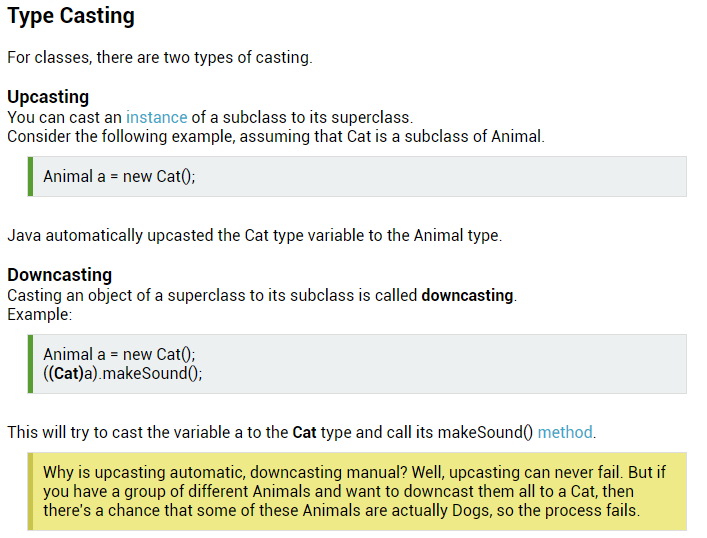 Type Casting
For classes, there are two types of casting.
Upcasting
You can cast an instance of a subclass to its superclass.
Consider the following example, assuming that Cat is a subclass of Animal.
Animal a = new Cat();
Java automatically upcasted the Cat type variable to the Animal type.
Downcasting
Casting an object of a superclass to its subclass is called downcasting.
Example:
Animal a = new Cat();
((Cat)a).makeSound();
This will try to cast the variable a to the Cat type and call its makeSound() method.
Why is upcasting automatic, downcasting manual? Well, upcasting can never fail. But if
you have a group of different Animals and want to downcast them all to a Cat, then
there's a chance that some of these Animals are actually Dogs, so the process fails.